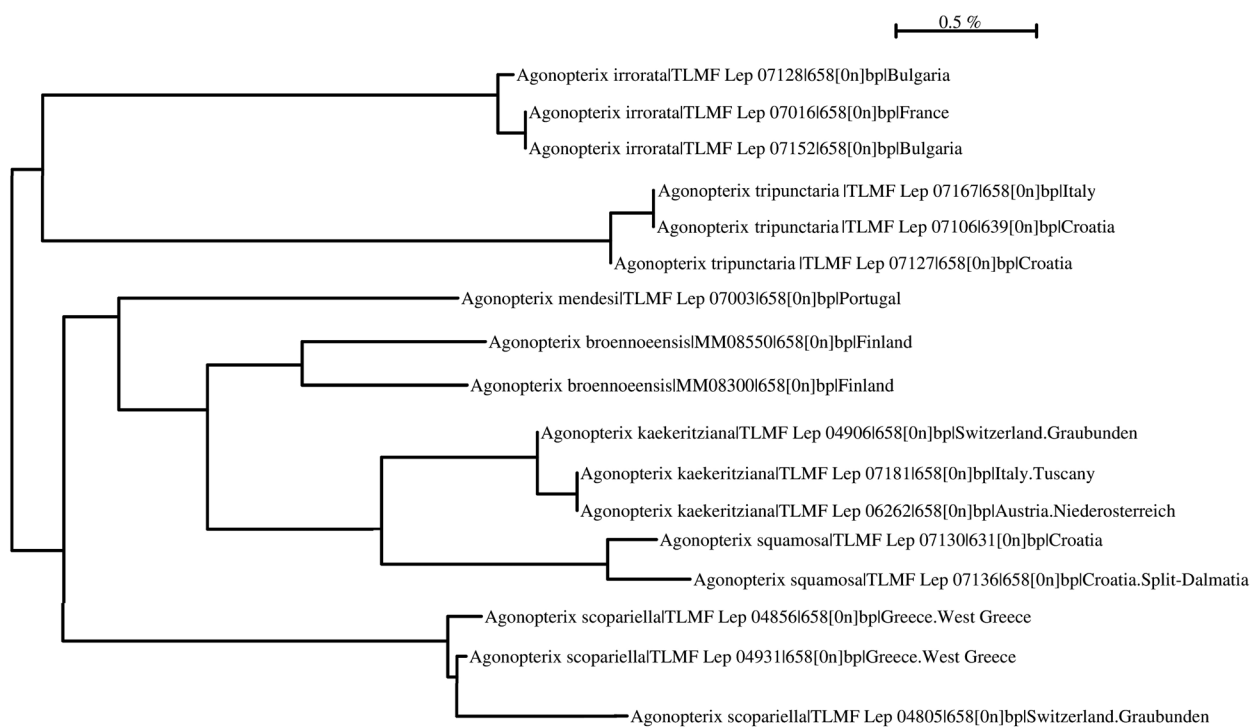 0.5 %
Agonopterix irrorata|TLMF Lep 07128|658[0n]bp|Bulgaria
Agonopterix irrorata|TLMF Lep 07016|658[0n]bp|France
Agonopterix irrorata|TLMF Lep 07152|658[0n]bp|Bulgaria
Agonopterix tripunctaria |TLMF Lep 07167|658[0n]bp|Italy
Agonopterix tripunctaria |TLMF Lep 07106|639[0n]bp|Croatia
Agonopterix tripunctaria |TLMF Lep 07127|658[0n]bp|Croatia
Agonopterix mendesi|TLMF Lep 07003|658[0n]bp|Portugal
Agonopterix broennoeensis|MM08550|658[0n]bp|Finland
Agonopterix broennoeensis|MM08300|658[0n]bp|Finland
Agonopterix kaekeritziana|TLMF Lep 04906|658[0n]bp|Switzerland.Graubunden
Agonopterix kaekeritziana|TLMF Lep 07181|658[0n]bp|Italy.Tuscany
Agonopterix kaekeritziana|TLMF Lep 06262|658[0n]bp|Austria.Niederosterreich
Agonopterix squamosa|TLMF Lep 07130|631[0n]bp|Croatia
Agonopterix squamosa|TLMF Lep 07136|658[0n]bp|Croatia.Split-Dalmatia
Agonopterix scopariella|TLMF Lep 04856|658[0n]bp|Greece.West Greece
Agonopterix scopariella|TLMF Lep 04931|658[0n]bp|Greece.West Greece
Agonopterix scopariella|TLMF Lep 04805|658[0n]bp|Switzerland.Graubunden